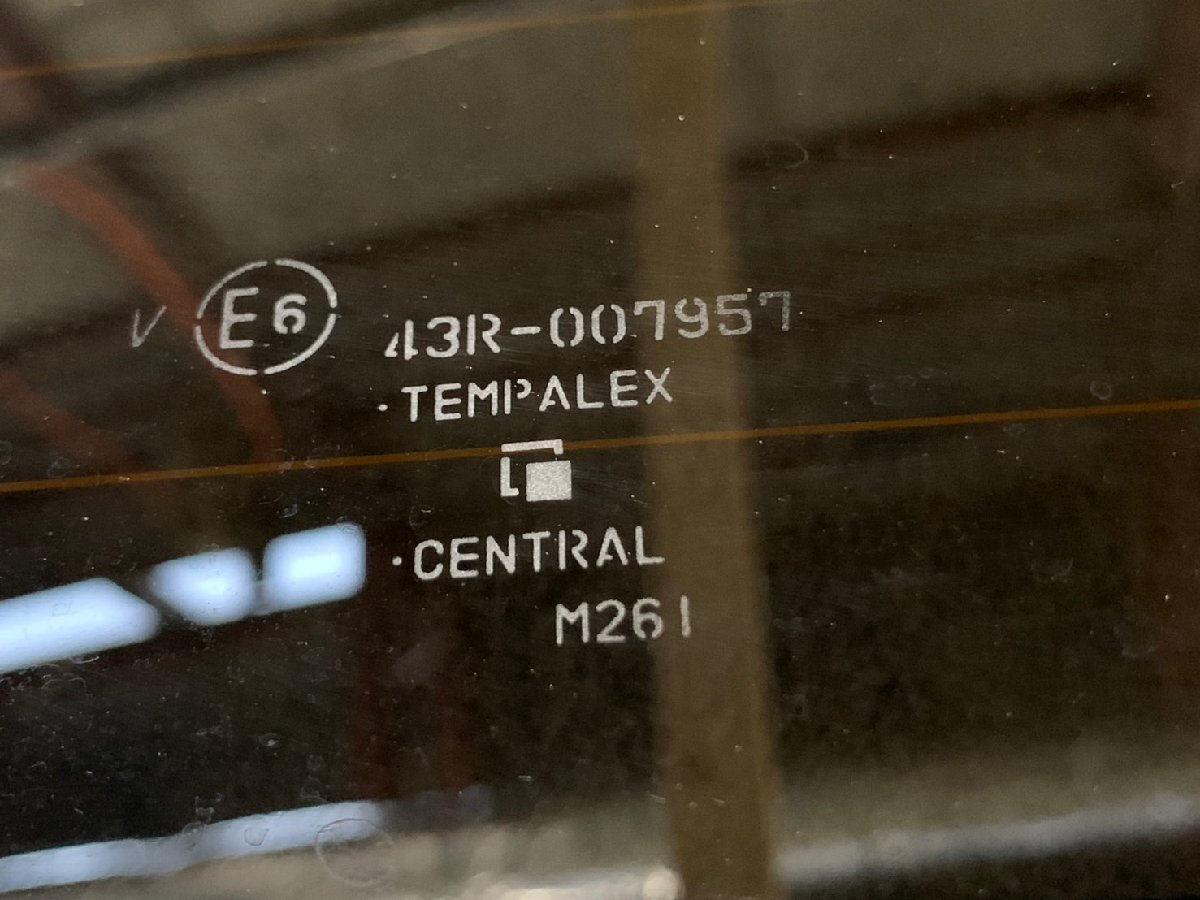 V E6 43R-007957
·TEMPALEX
·CENTRAL
M261